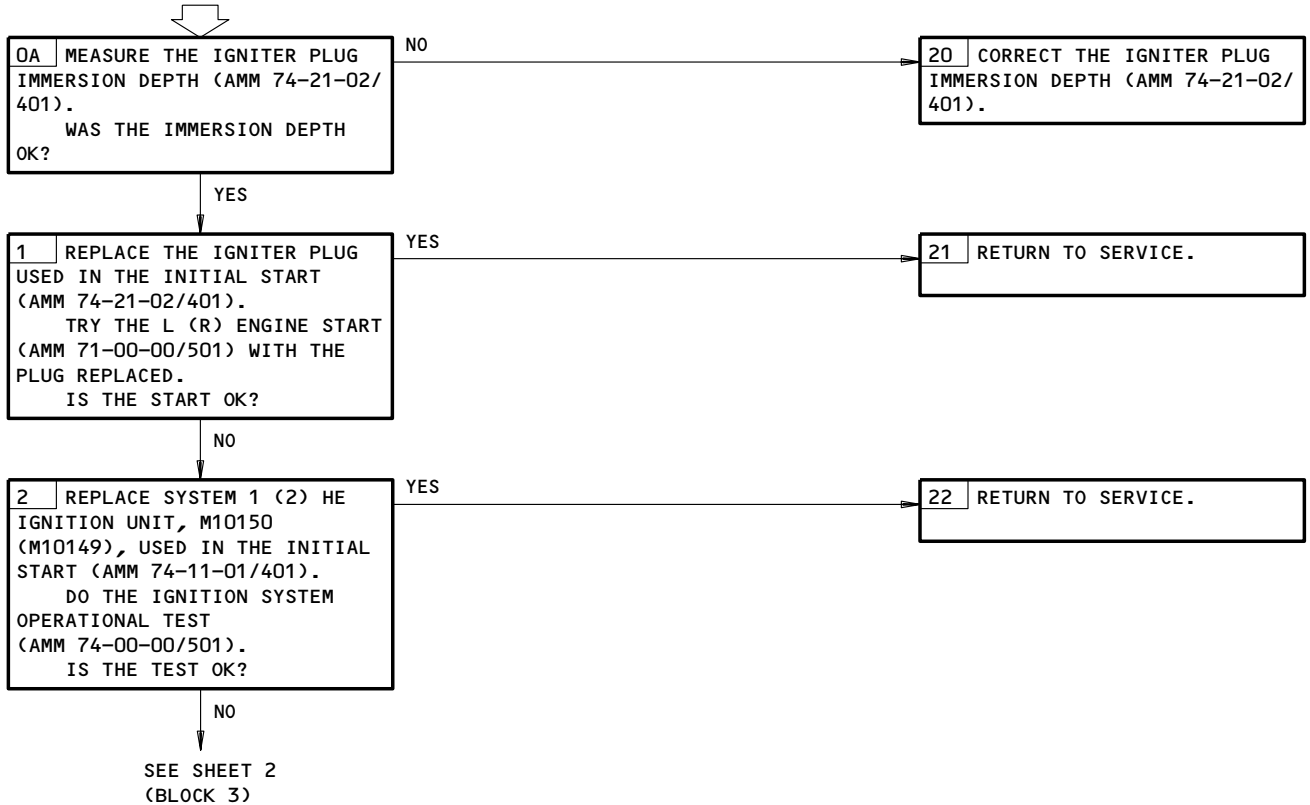 0A MEASURE THE IGNITER PLUG
IMMERSION DEPTH (AMM 74-21-02/
401).
WAS THE IMMERSION DEPTH
OK?
NO
20 CORRECT THE IGNITER PLUG
IMMERSION DEPTH (AMM 74-21-02/
401).
YES
1 REPLACE THE IGNITER PLUG
USED IN THE INITIAL START
(AMM 74-21-02/401).
TRY THE L (R) ENGINE START
(AMM 71-00-00/501) WITH THE
PLUG REPLACED.
IS THE START OK?
YES
21 RETURN TO SERVICE.
NO
2 REPLACE SYSTEM 1 (2) HE
IGNITION UNIT, M10150
(M10149), USED IN THE INITIAL
START (AMM 74-11-01/401).
DO THE IGNITION SYSTEM
OPERATIONAL TEST
(AMM 74-00-00/501).
IS THE TEST OK?
YES
22 RETURN TO SERVICE.
NO
SEE SHEET 2
(BLOCK 3)